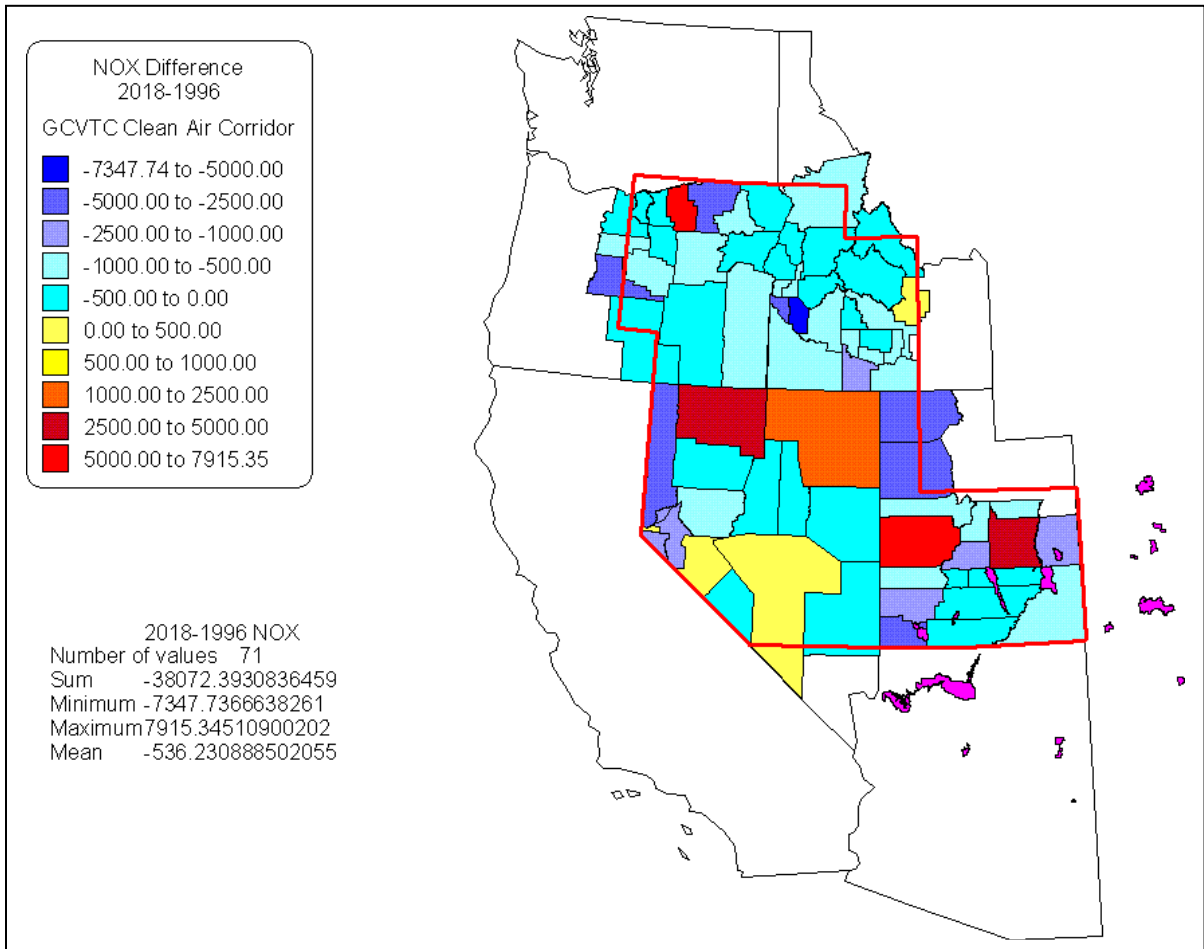 NOX Difference
2018-1996
GCVTC Clean Air Corridor
-7347.74 to -5000.00
-5000.00 to -2500.00
-2500.00 to -1000.00
-1000.00 to -500.00
-500.00 to 0.00
0.00 to 500.00
500.00 to 1000.00
1000.00 to 2500.00
2500.00 to 5000.00
5000.00 to 7915.35
2018-1996 NOX
Number of values 71
Sum -38072.3930836459
Minimum -7347.7366638261
Maximum 7915.34510900202
Mean -536.230888502055